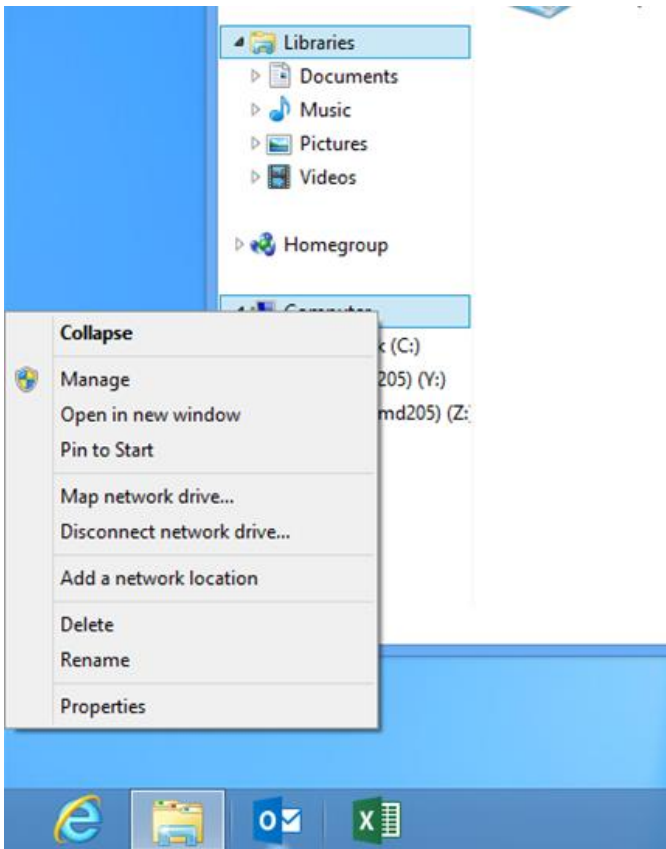 Libraries
Documents
Music
Pictures
Videos
Homegroup
Computer
Collapse
(C:)
Manage
205) (Y:)
Open in new window
md205) (Z:
Pin to Start
Map network drive...
Disconnect network drive...
Add a network location
Delete
Rename
Properties